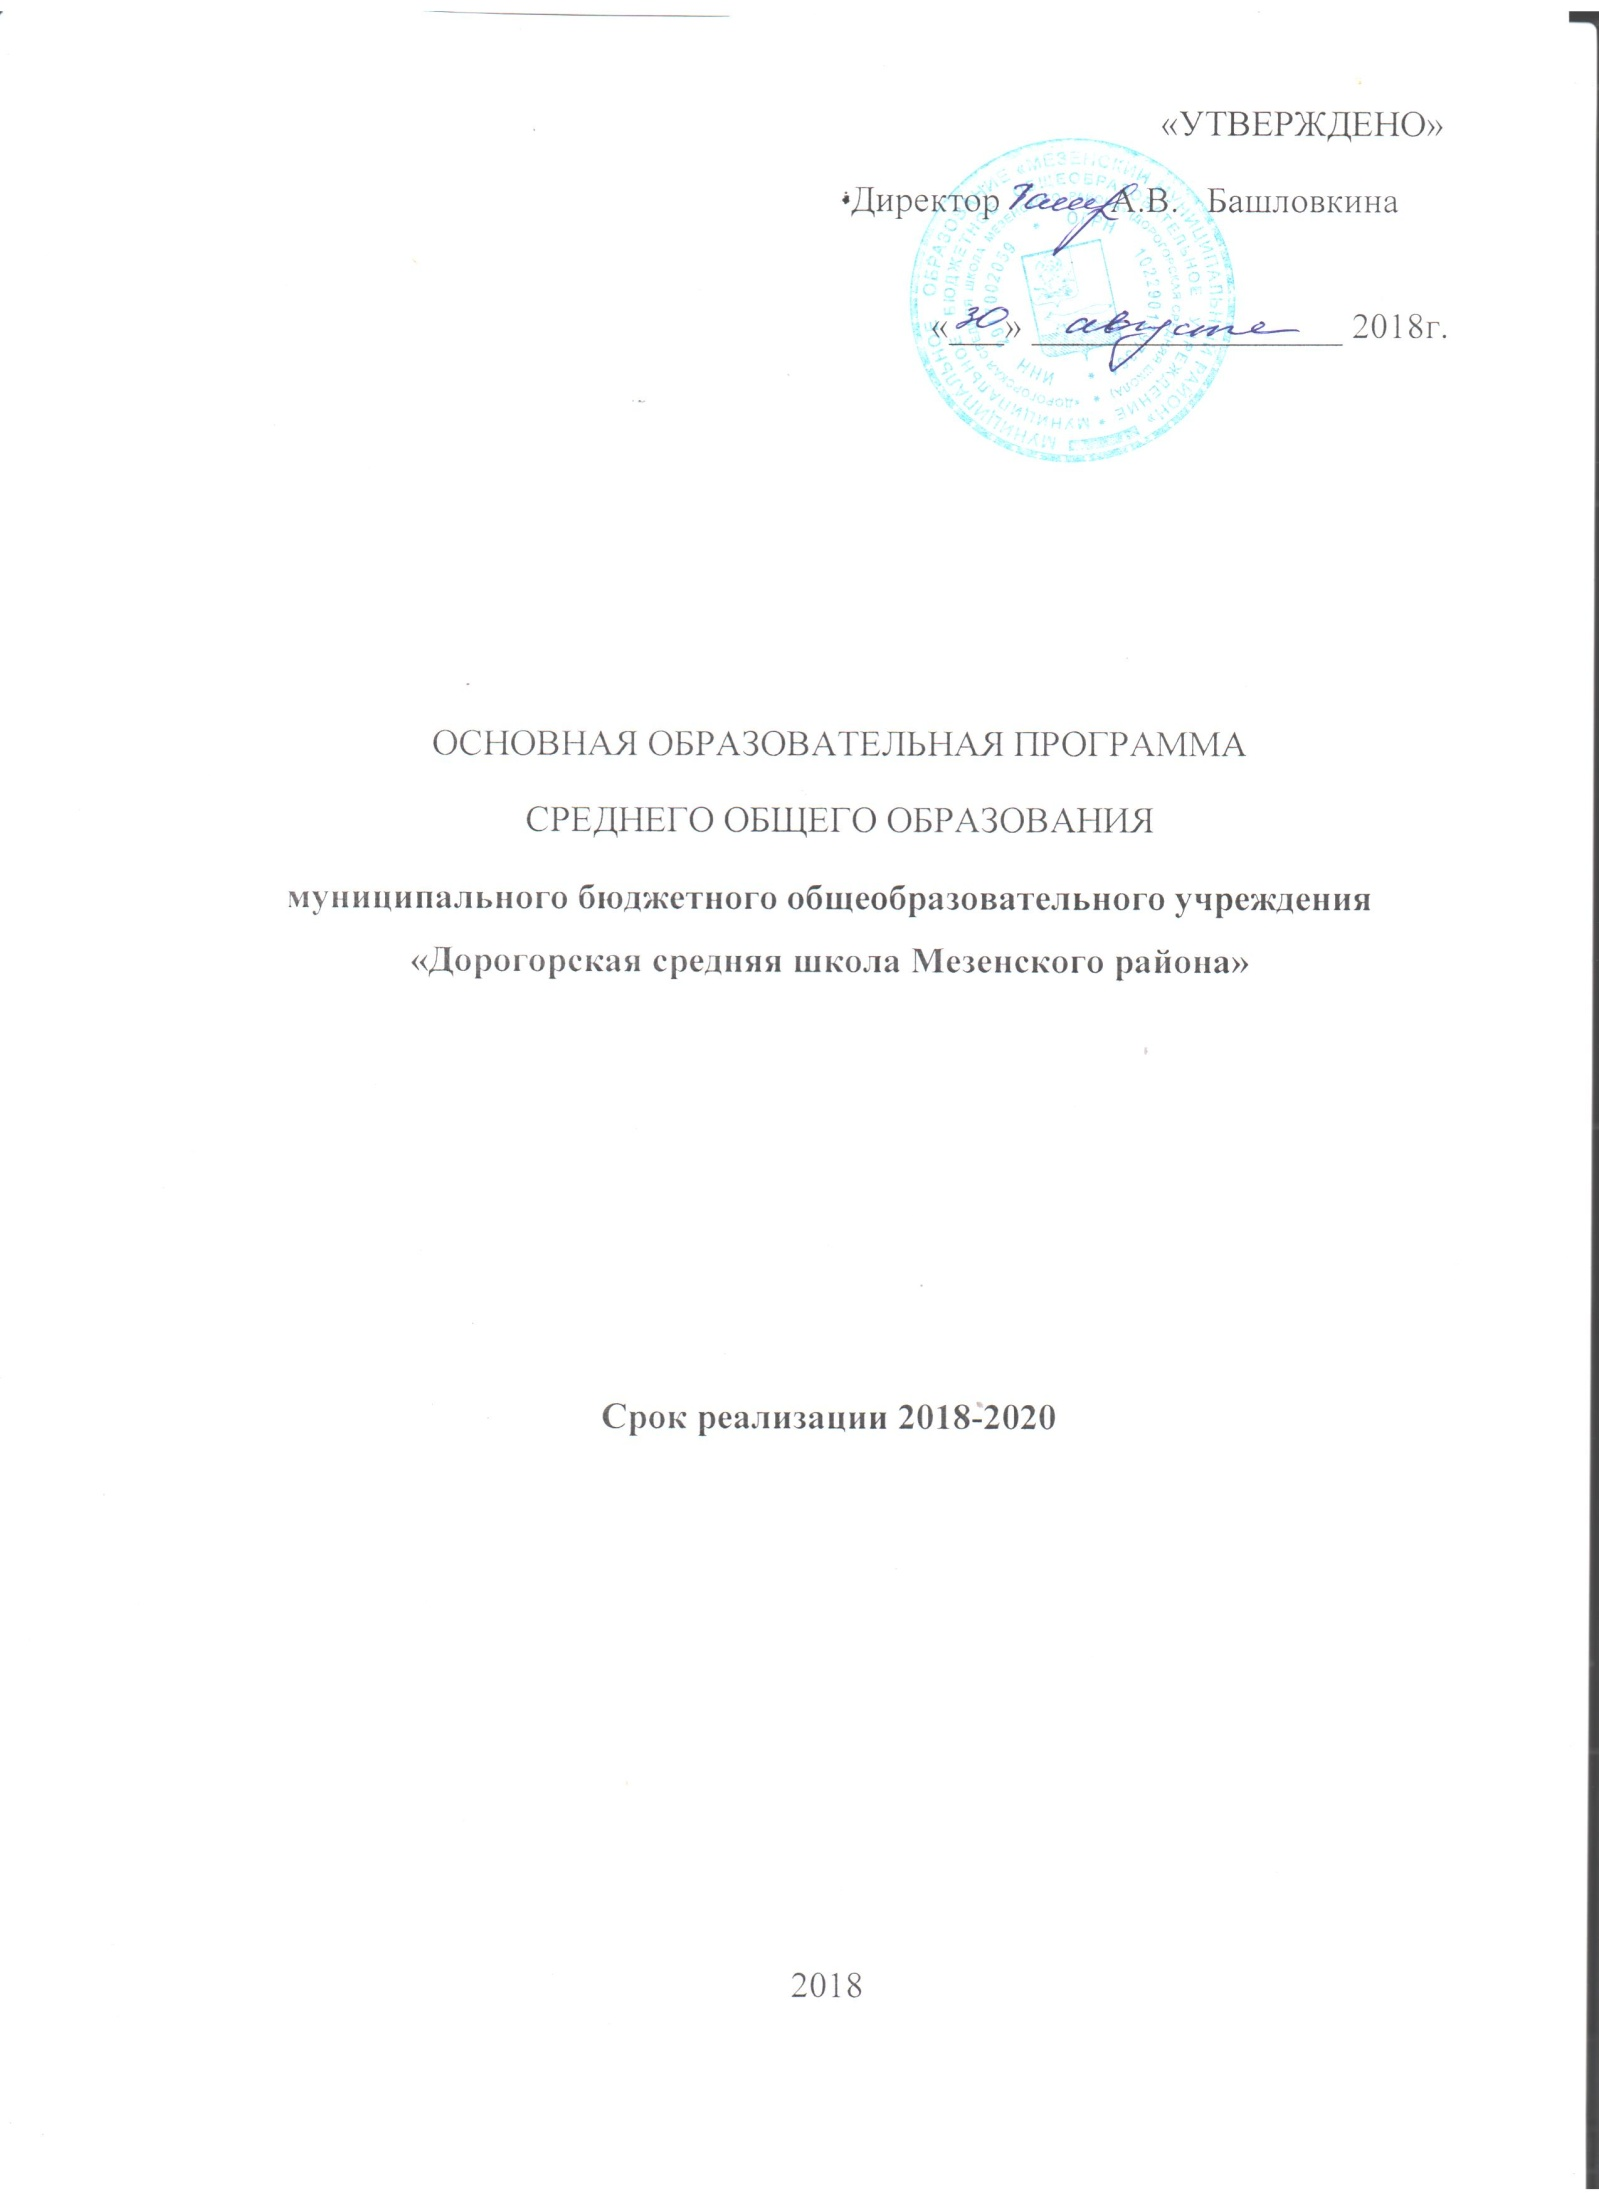 «УТВЕРЖДЕНО»
Директор А.В. Башловкина
«30» августа 2018г.
ОСНОВНАЯ ОБРАЗОВАТЕЛЬНАЯ ПРОГРАММА
СРЕДНЕГО ОБЩЕГО ОБРАЗОВАНИЯ
муниципального бюджетного общеобразовательного учреждения
«Дорогорская средняя школа Мезенского района»
Срок реализации 2018-2020
2018